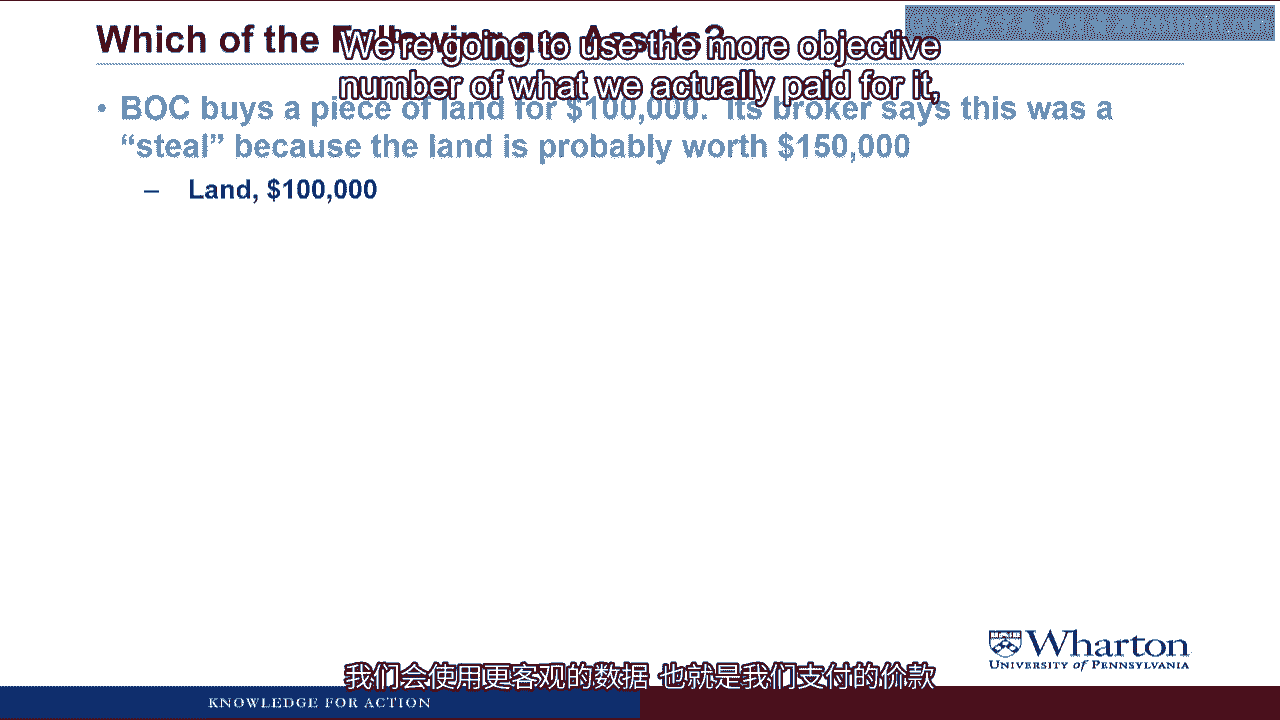 Which of the Following are Assets?
We're going to use the more objective
number of what we actually paid for it,
• BOC buys a piece of land for $100,000. Its broker says this was a
“steal” because the land is probably worth $150,000
– Land, $100,000
Wharton
UNIVERSITY of PENNSYLVANIA
我们会使用更客观的数据 也就是我们支付的价款
KNOWLEDGE FOR ACTION